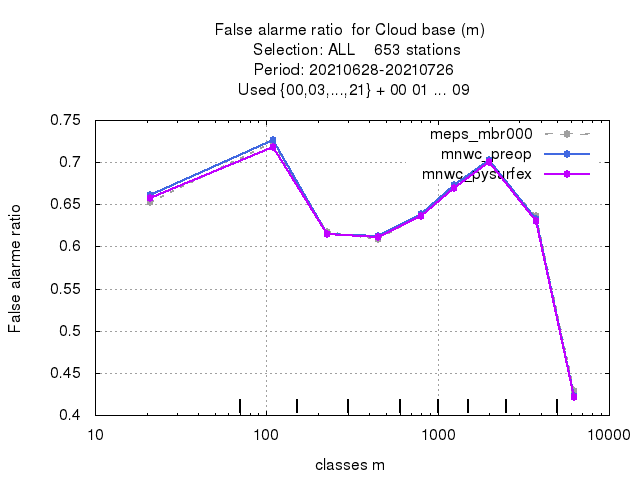 False alarme ratio  for Cloud base (m)
Selection: ALL    653 stations
Period: 20210628-20210726
Used {00,03,...,21} + 00 01 ... 09
meps_mbr000
mnwc_preop
mnwc_pysurfex
False alarme ratio
0.75
0.7
0.65
0.6
0.55
0.5
0.45
0.4
10
100
1000
10000
classes m